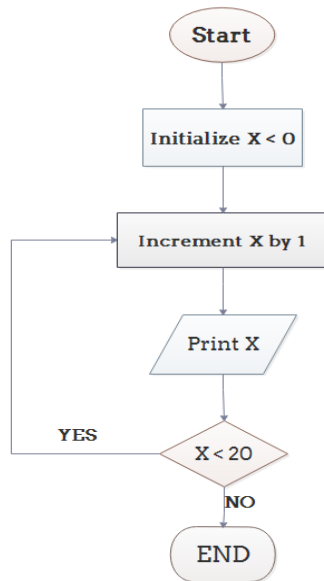 Start
Initialize X < 0
Increment X by 1
Print X
X < 20
YES
NO
END